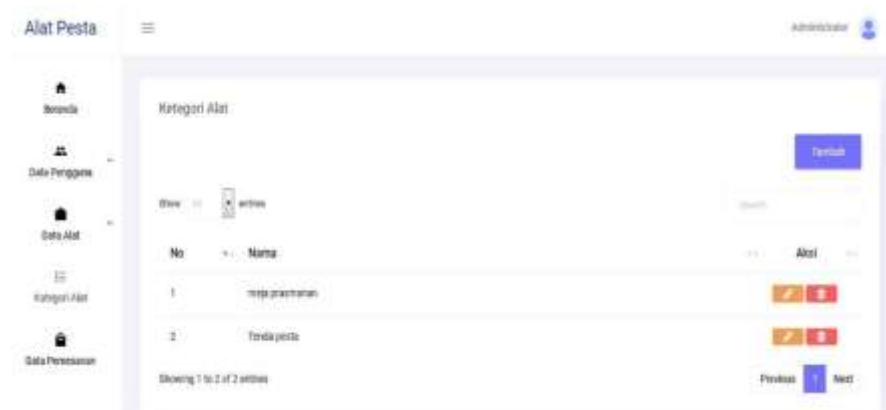 Alat Pesta
Administrator
Beranda
Data Pengguna
Data Alat
Kategori Alat
Data Pemesanan
Kategori Alat
Tambah
Show 10 entries
Search
No Nama Aksi
1 meja prasmanan
2 Tenda pesta
Showing 1 to 2 of 2 entries
Previous 1 Next